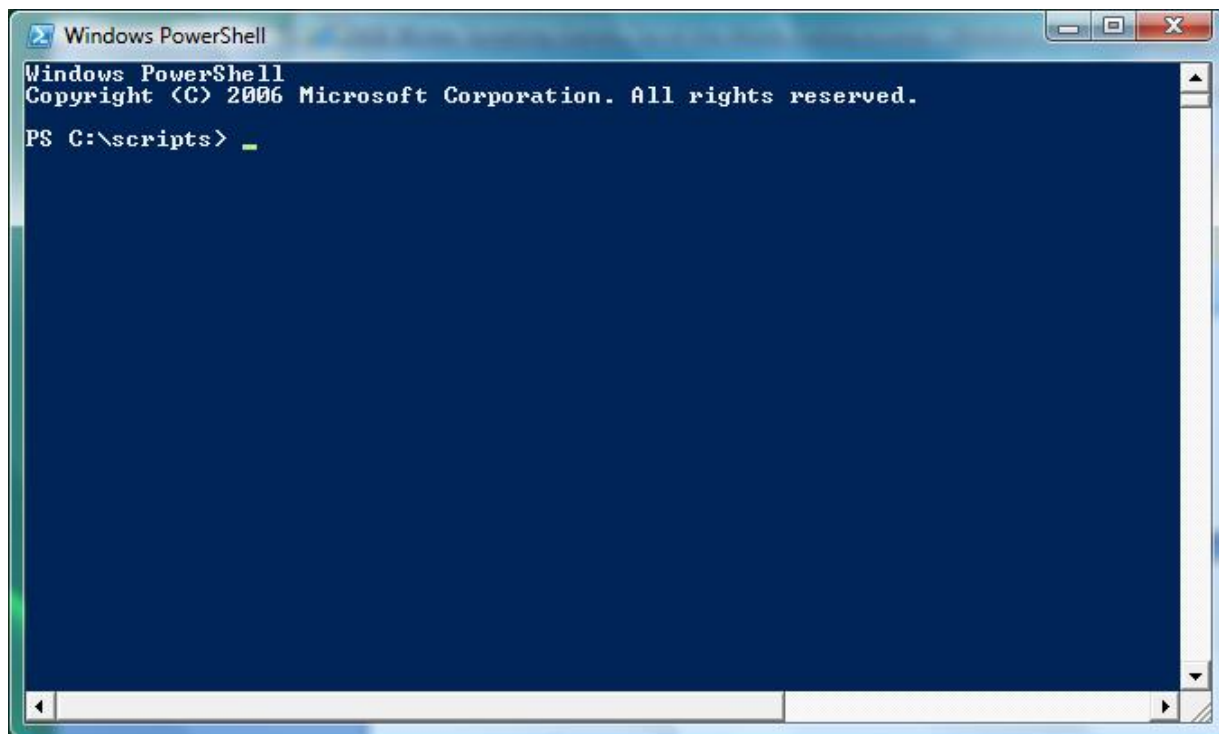 Windows PowerShell
Windows PowerShell
Copyright (C) 2006 Microsoft Corporation. All rights reserved.
PS C:\scripts> _